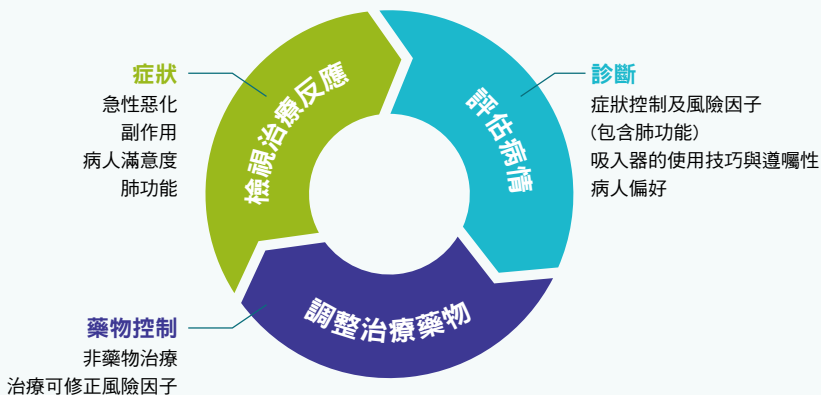 檢視治療反應
症狀
急性惡化
副作用
病人滿意度
肺功能
評估病情
診斷
症狀控制及風險因子
(包含肺功能)
吸入器的使用技巧與遵囑性
病人偏好
調整治療藥物
藥物控制
非藥物治療
治療可修正風險因子